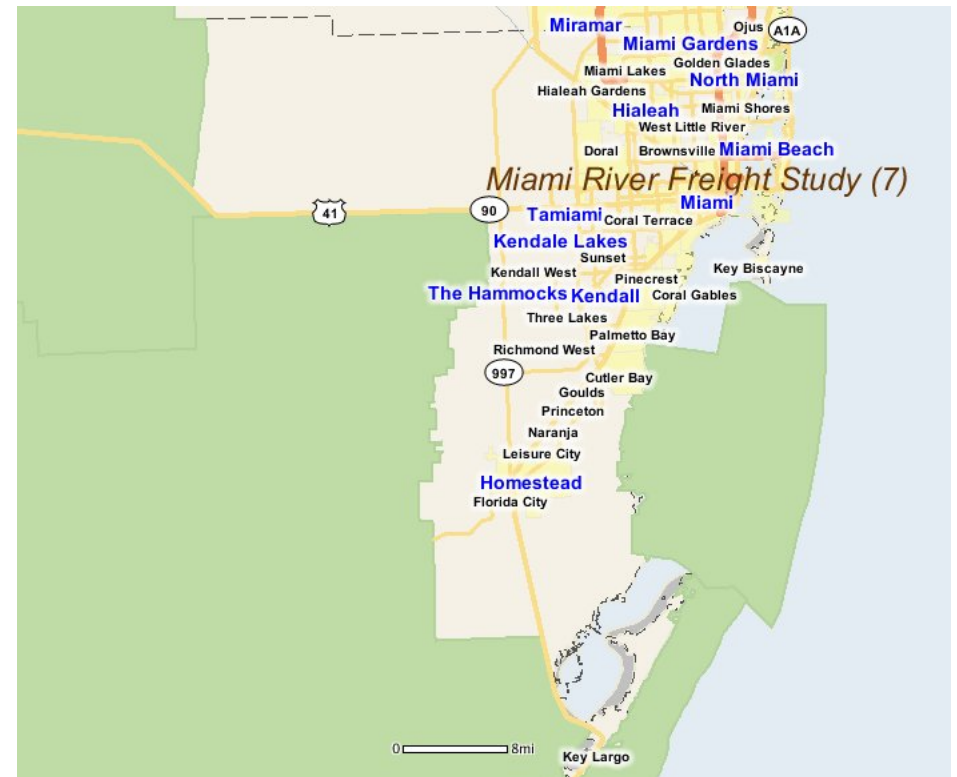 Miramar
Ojus
A1A
Miami Gardens
Golden Glades
Miami Lakes
North Miami
Hialeah Gardens
Hialeah
Miami Shores
West Little River
Doral
Brownsville
Miami Beach
Miami River Freight Study (7)
Miami
41
90
Tamiami
Coral Terrace
Kendale Lakes
Sunset
Kendall West
Pinecrest
Key Biscayne
The Hammocks
Kendall
Coral Gables
Three Lakes
Palmetto Bay
Richmond West
997
Cutler Bay
Goulds
Princeton
Naranja
Leisure City
Homestead
Florida City
0
8mi
Key Largo